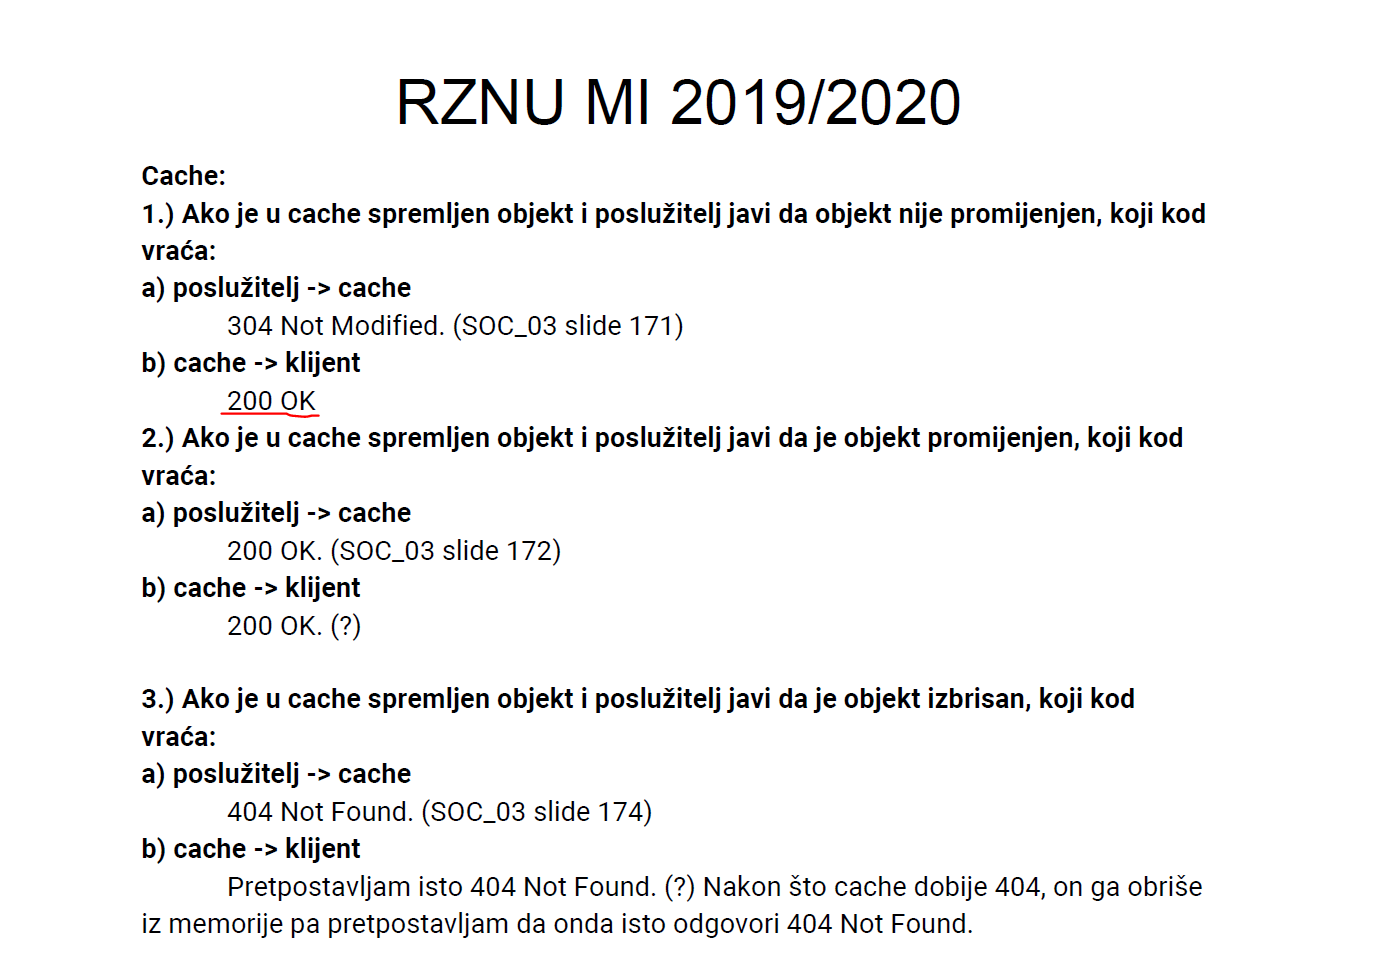 RZNU MI 2019/2020
Cache:
1.) Ako je u cache spremljen objekt i poslužitelj javi da objekt nije promijenjen, koji kod
vraća:
a) poslužitelj -> cache
304 Not Modified. (SOC_03 slide 171)
b) cache -> klijent
200 OK
2.) Ako je u cache spremljen objekt i poslužitelj javi da je objekt promijenjen, koji kod
vraća:
a) poslužitelj -> cache
200 OK. (SOC_03 slide 172)
b) cache -> klijent
200 OK. (?)
3.) Ako je u cache spremljen objekt i poslužitelj javi da je objekt izbrisan, koji kod
vraća:
a) poslužitelj -> cache
404 Not Found. (SOC_03 slide 174)
b) cache -> klijent
Pretpostavljam isto 404 Not Found. (?) Nakon što cache dobije 404, on ga obriše
iz memorije pa pretpostavljam da onda isto odgovori 404 Not Found.